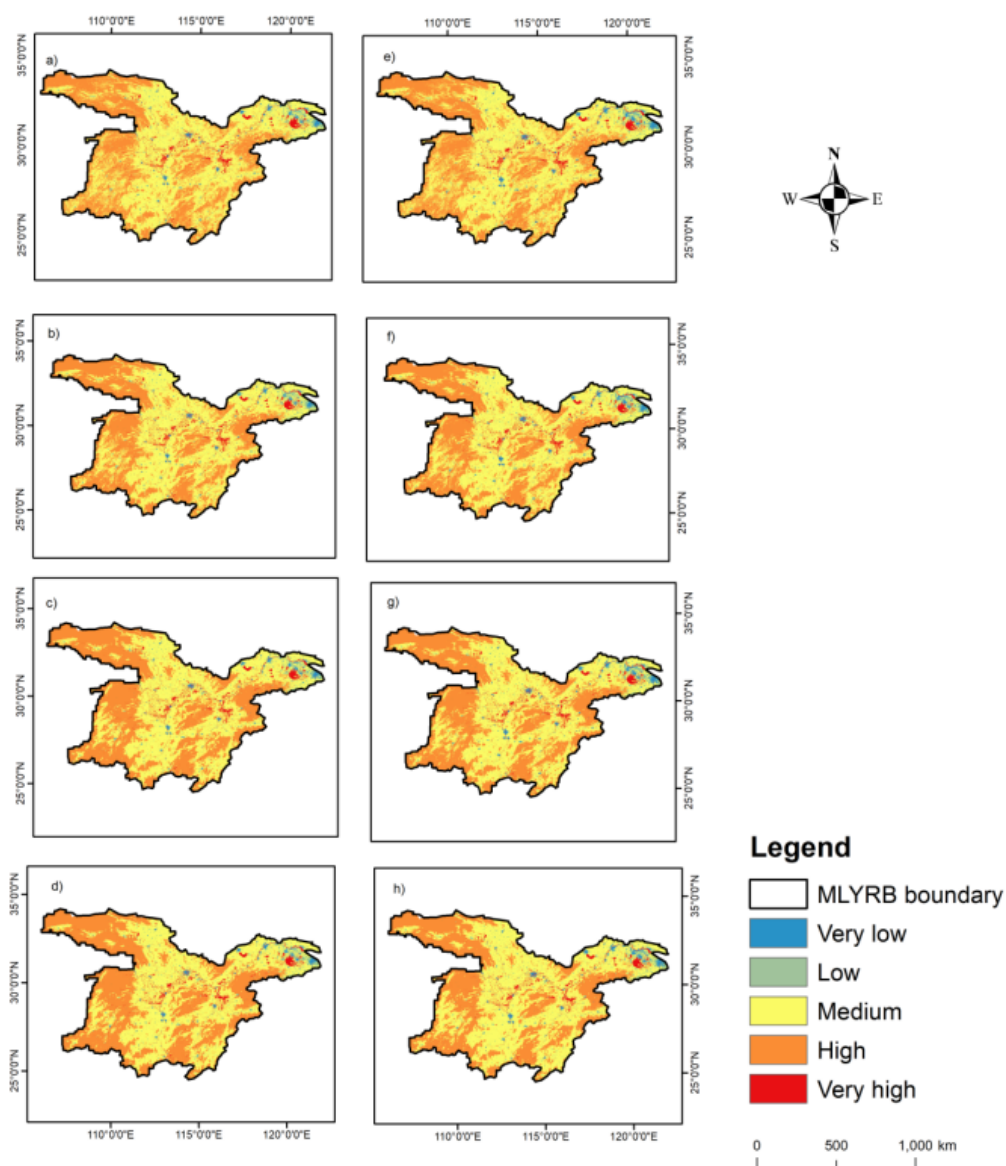 110°0'0"E 115°0'0"E 120°0'0"E 110°0'0"E 115°0'0"E 120°0'0"E
a)
35°0'0"N
30°0'0"N
25°0'0"N
e)
35°0'0"N
30°0'0"N
25°0'0"N
N
W E
S
b)
35°0'0"N
30°0'0"N
25°0'0"N
f)
35°0'0"N
30°0'0"N
25°0'0"N
c)
35°0'0"N
30°0'0"N
25°0'0"N
g)
35°0'0"N
30°0'0"N
25°0'0"N
d)
35°0'0"N
30°0'0"N
25°0'0"N
h)
35°0'0"N
30°0'0"N
25°0'0"N
110°0'0"E 115°0'0"E 120°0'0"E 110°0'0"E 115°0'0"E 120°0'0"E
Legend
MLYRB boundary
Very low
Low
Medium
High
Very high
0 500 1,000 km